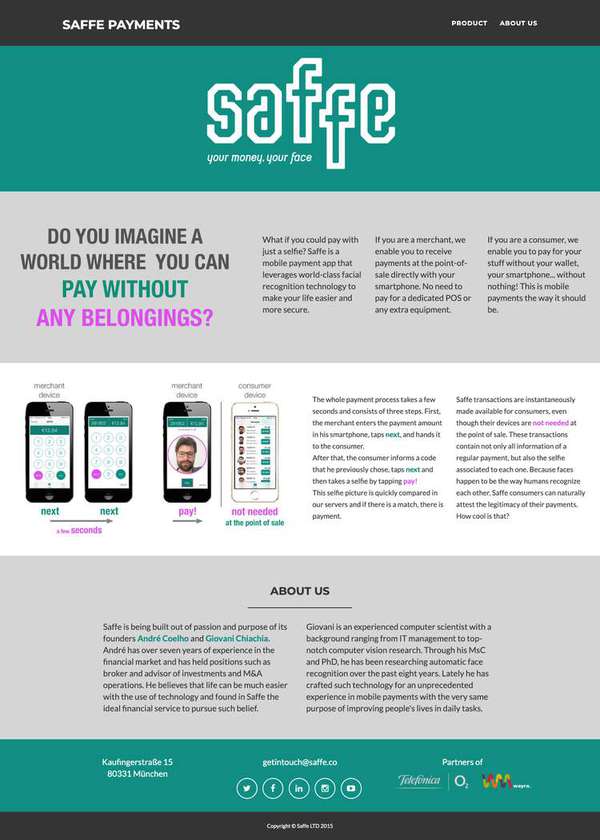 SAFFE PAYMENTS
PRODUCT ABOUT US
saffe
your money, your face
DO YOU IMAGINE A
WORLD WHERE YOU CAN
PAY WITHOUT
ANY BELONGINGS?
What if you could pay with
just a selfie? Saffe is a
mobile payment app that
leverages world-class facial
recognition technology to
make your life easier and
more secure.
If you are a merchant, we
enable you to receive
payments at the point-of-
sale directly with your
smartphone. No need to
pay for a dedicated POS or
any extra equipment.
If you are a consumer, we
enable you to pay for your
stuff without your wallet,
your smartphone... without
nothing! This is mobile
payments the way it should
be.
merchant
device
merchant
device
consumer
device
next
next
pay!
not needed
at the point of sale
a few seconds
The whole payment process takes a few
seconds and consists of three steps. First,
the merchant enters the payment amount
in his smartphone, taps next, and hands it
to the consumer.
After that, the consumer informs a code
that he previously chose, taps next and
then takes a selfie by tapping pay!
This selfie picture is quickly compared in
our servers and if there is a match, there is
payment.
Saffe transactions are instantaneously
made available for consumers, even
though their devices are not needed at
the point of sale. These transactions
contain not only all information of a
regular payment, but also the selfie
associated to each one. Because faces
happen to be the way humans recognize
each other, Saffe consumers can naturally
attest the legitimacy of their payments.
How cool is that?
ABOUT US
Saffe is being built out of passion and purpose of its
founders André Coelho and Giovani Chiachia.
André has over seven years of experience in the
financial market and has held positions such as
broker and advisor of investments and M&A
operations. He believes that life can be much easier
with the use of technology and found in Saffe the
ideal financial service to pursue such belief.
Giovani is an experienced computer scientist with a
background ranging from IT management to top-
notch computer vision research. Through his MsC
and PhD, he has been researching automatic face
recognition over the past eight years. Lately he has
crafted such technology for an unprecedented
experience in mobile payments with the very same
purpose of improving people's lives in daily tasks.
Kaufingerstraße 15
80331 München
getintouch@saffe.co
Partners of
Telefónica
O2
wayra
Copyright © Saffe LTD 2015